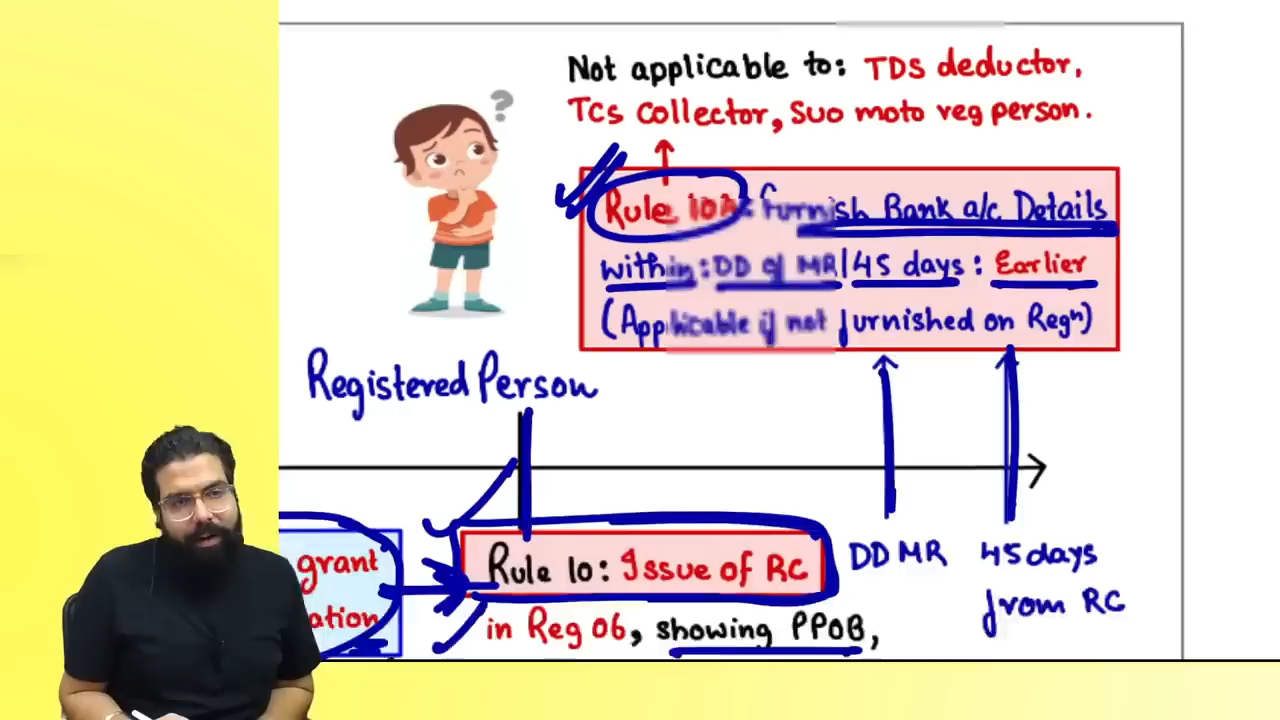 Not applicable to: TDS deductor,
TCs Collector, Suo moto reg person.
?
Rule 10A: furnish Bank a/c Details
within: DD of MR/45 days: Earlier
(Applicable if not furnished on Regⁿ)
Registered Person
grant
ation
Rule 10: Issue of RC
in Reg 06, showing PPOB,
DDMR
45 days
from RC